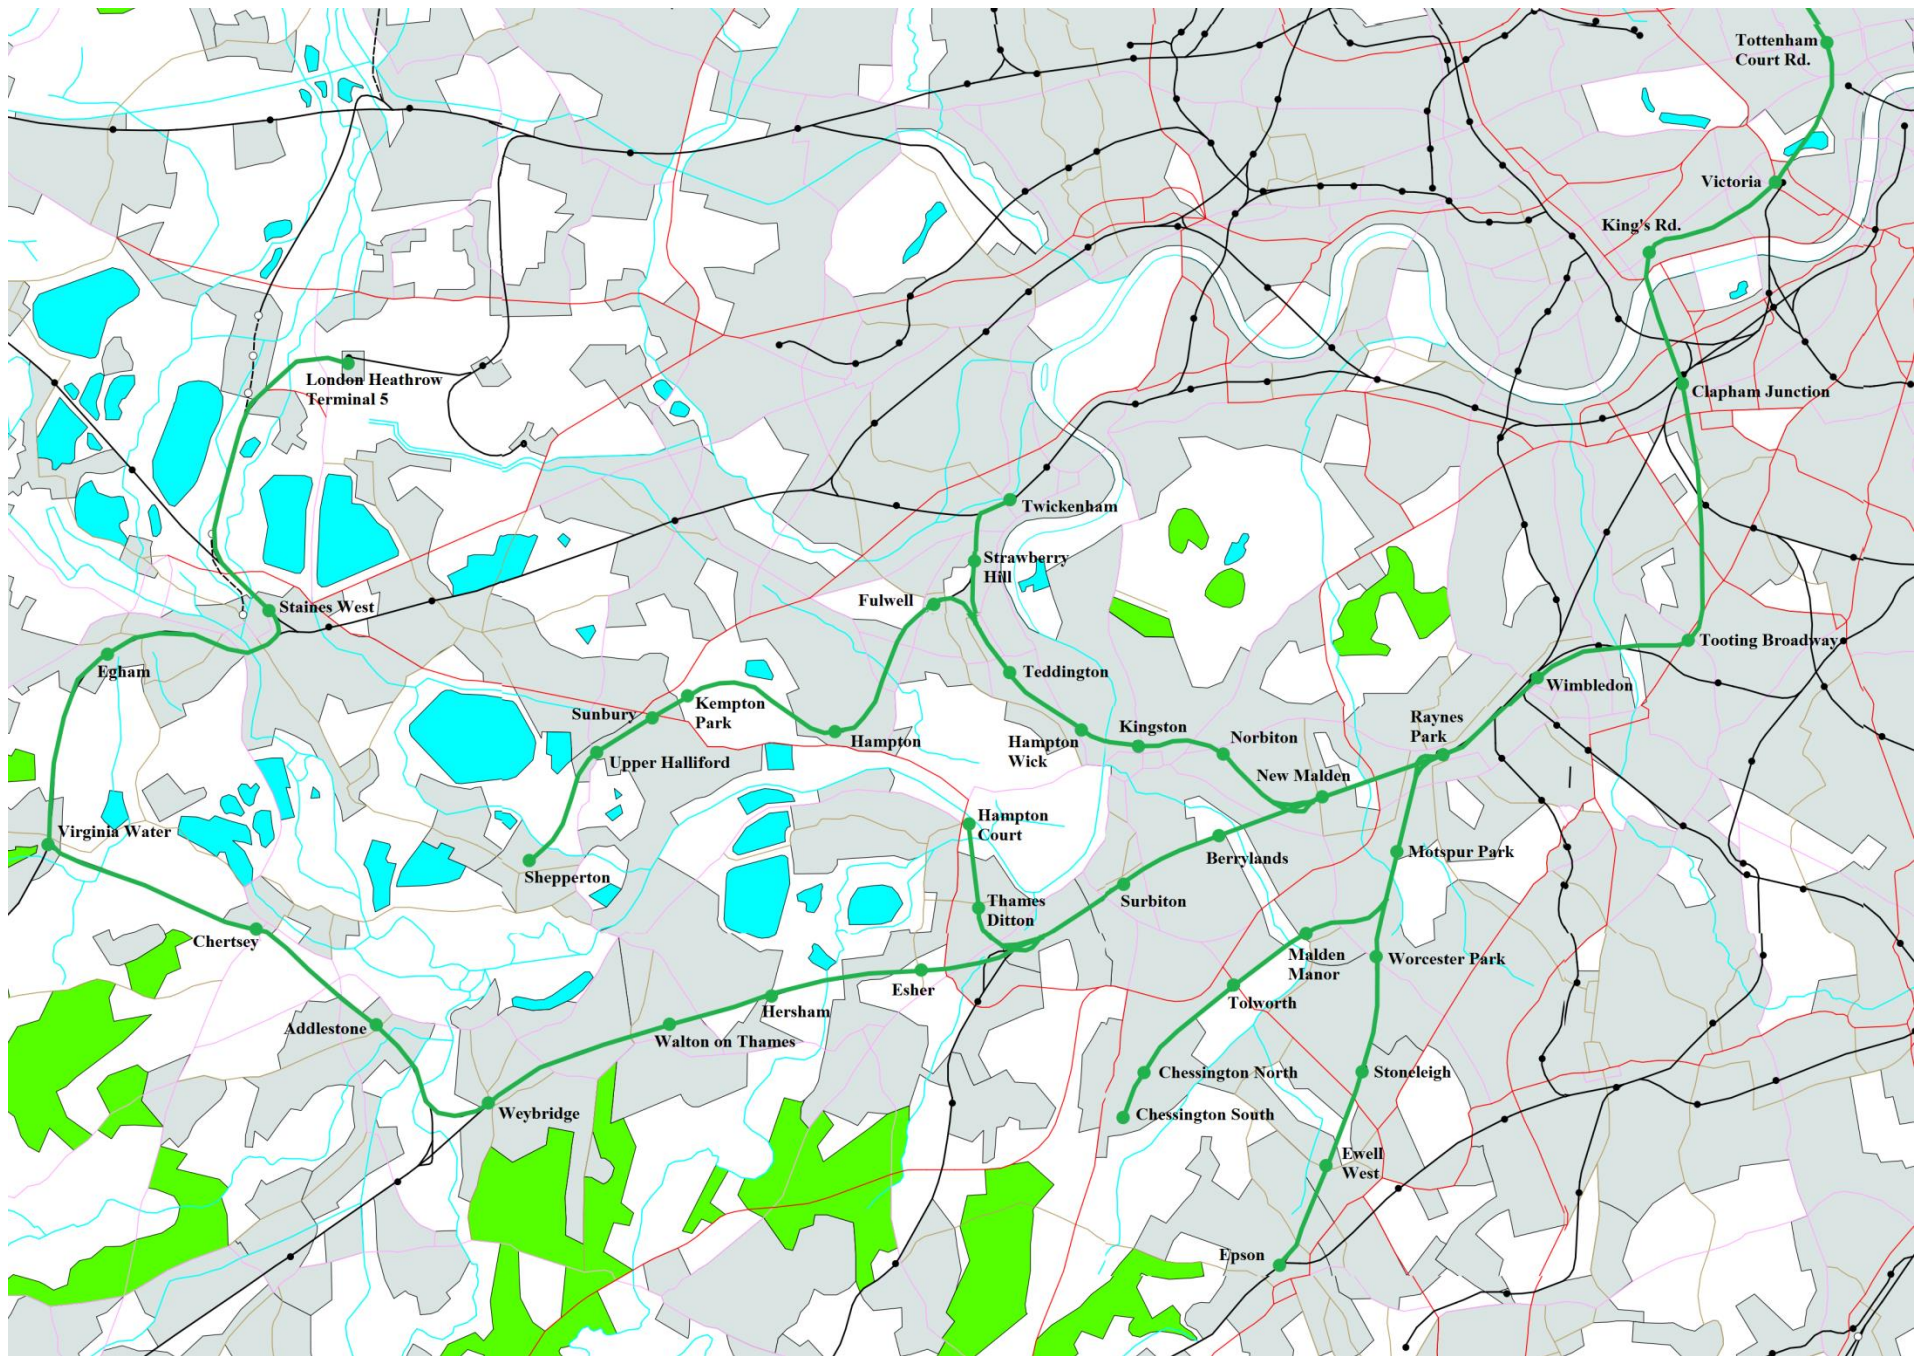 Tottenham
Court Rd.
Victoria
King's Rd.
London Heathrow
Terminal 5
Clapham Junction
Twickenham
Strawberry
Hill
Fulwell
Staines West
Egham
Tooting Broadway
Teddington
Wimbledon
Kempton
Park
Sunbury
Raynes
Park
Kingston
Norbiton
Hampton
Hampton
Wick
Upper Halliford
New Malden
Virginia Water
Hampton
Court
Berrylands
Motspur Park
Shepperton
Thames
Ditton
Surbiton
Chertsey
Malden
Manor
Worcester Park
Esher
Tolworth
Hersham
Addlestone
Walton on Thames
Chessington North
Stoneleigh
Weybridge
Chessington South
Ewell
West
Epson